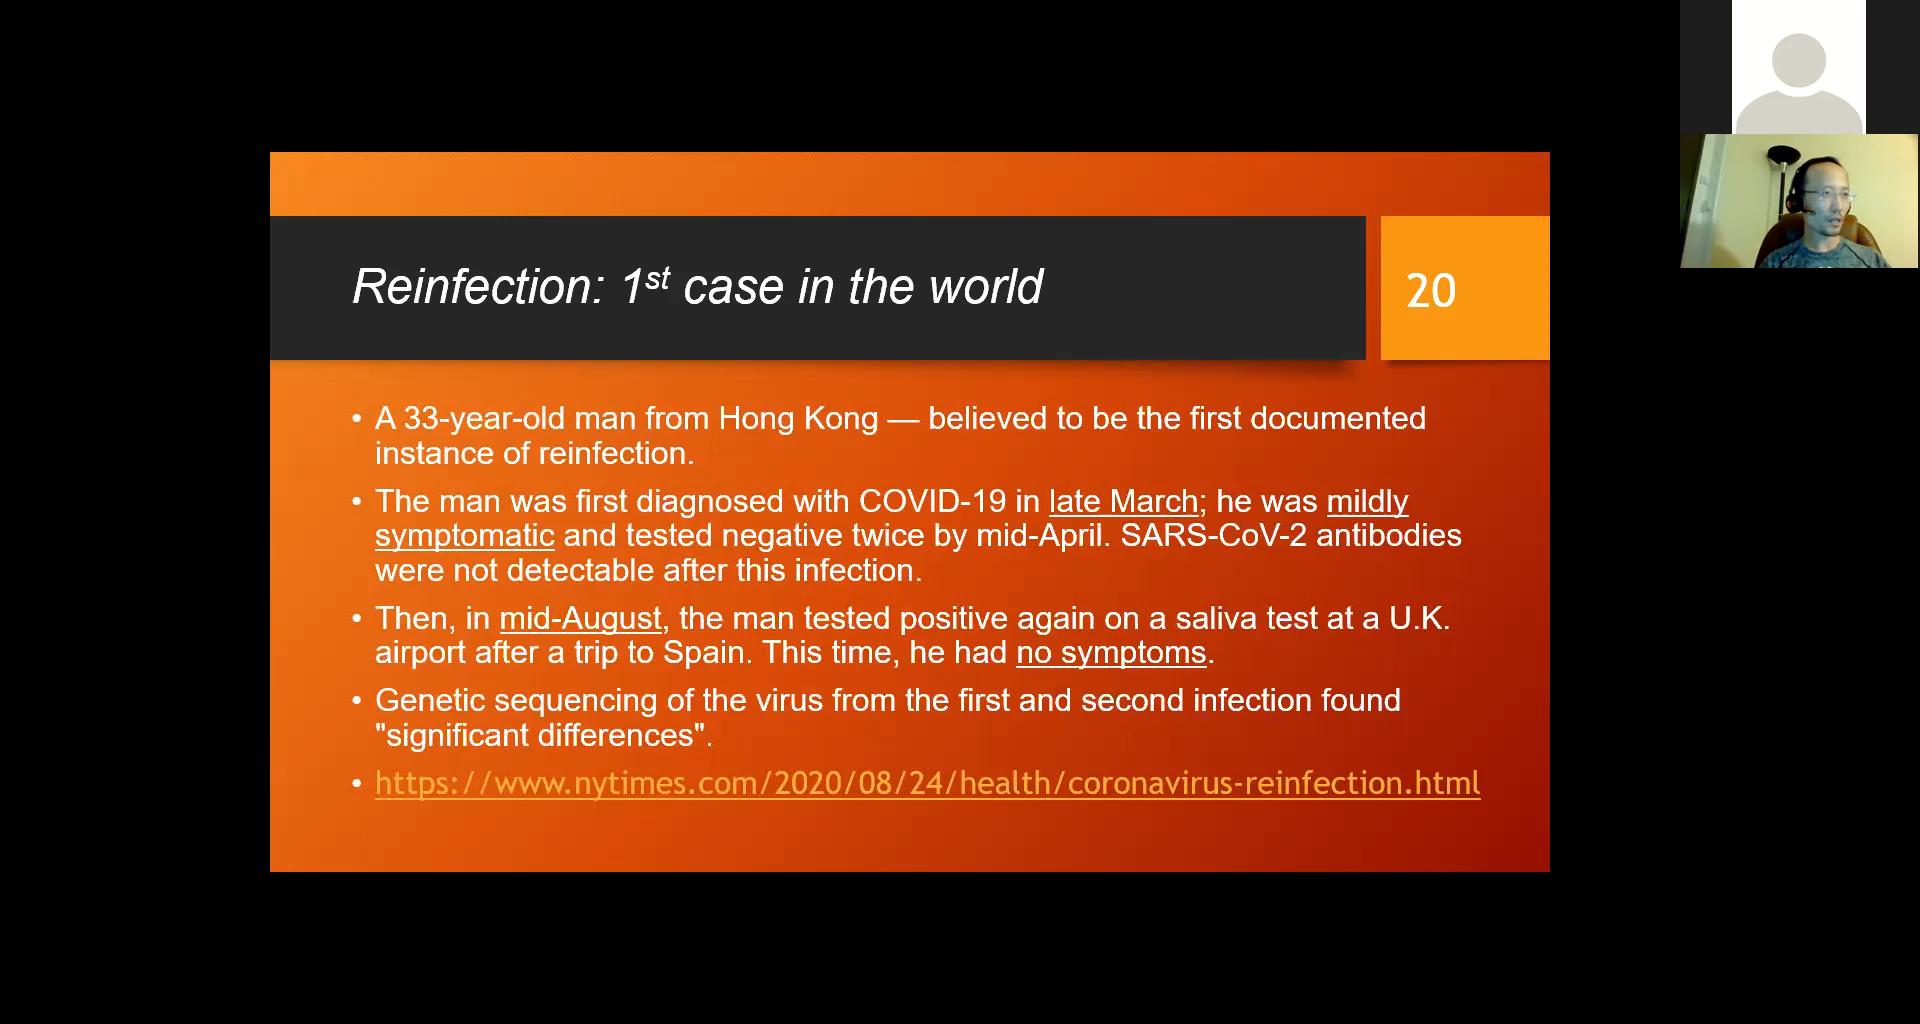 Reinfection: 1st case in the world
20
• A 33-year-old man from Hong Kong — believed to be the first documented
instance of reinfection.
• The man was first diagnosed with COVID-19 in late March; he was mildly
symptomatic and tested negative twice by mid-April. SARS-CoV-2 antibodies
were not detectable after this infection.
• Then, in mid-August, the man tested positive again on a saliva test at a U.K.
airport after a trip to Spain. This time, he had no symptoms.
• Genetic sequencing of the virus from the first and second infection found
"significant differences".
• https://www.nytimes.com/2020/08/24/health/coronavirus-reinfection.html